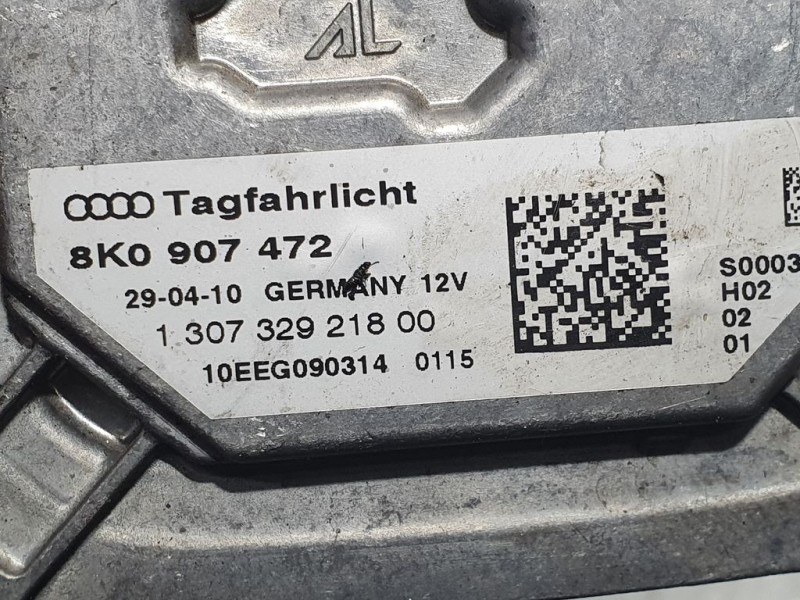 AL
Tagfahrlicht
8K0 907 472
29-04-10 GERMANY 12V
1 307 329 218 00
10EEG090314 0115
S0003
H02
02
01